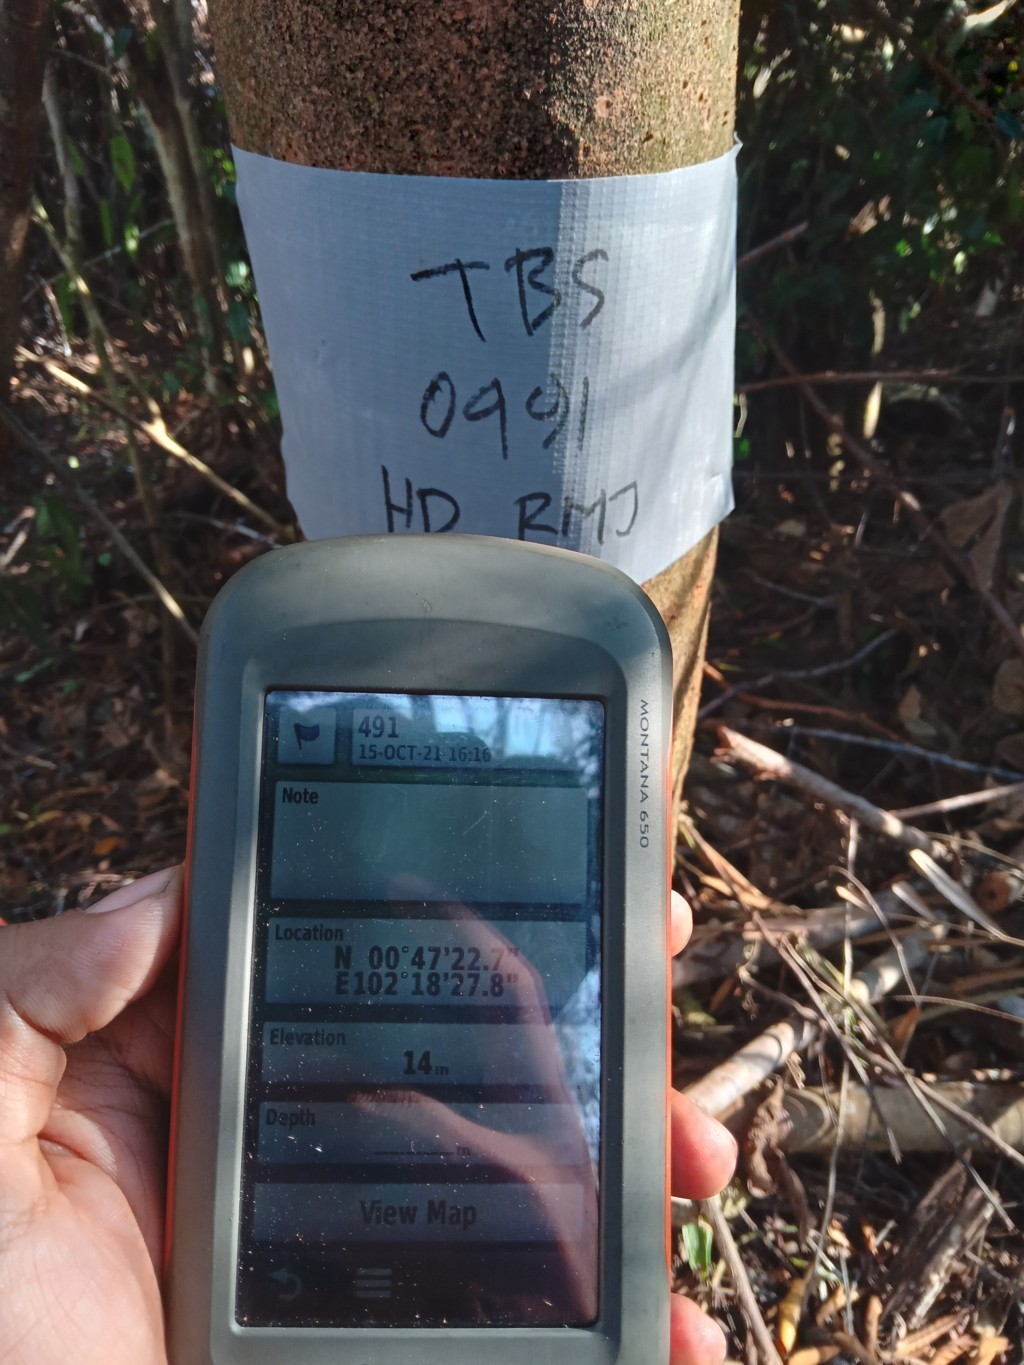 TBS
0991
HD RMJ
MONTANA 650
491
15-OCT-21 16:16
Note
Location
N 00°47'22.7"
E102°18'27.8"
Elevation
14m
Depth
_______m
View Map